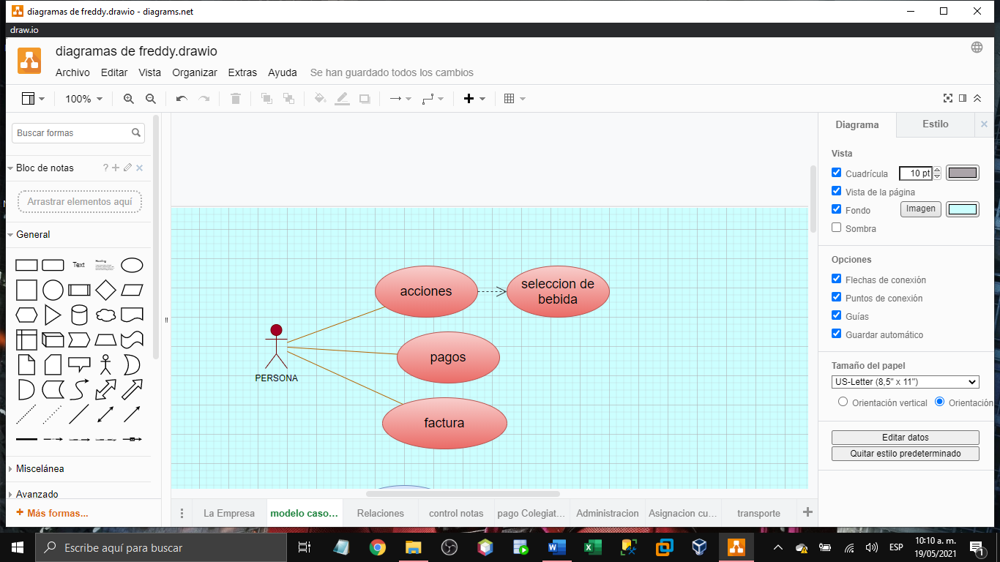 diagramas de freddy.drawio - diagrams.net
draw.io
diagramas de freddy.drawio
Archivo Editar Vista Organizar Extras Ayuda Se han guardado todos los cambios
100%
Buscar formas
Bloc de notas ?
Arrastrar elementos aquí
General
Text
Heading
Misceláneа
Avanzado
+ Más formas...
acciones
seleccion de
bebida
pagos
PERSONA
factura
La Empresa modelo caso... Relaciones control notas pago Colegiat... Administracion Asignacion cu... transporte
Diagrama Estilo
Vista
Cuadrícula 10 pt
Vista de la página
Fondo Imagen
Sombra
Opciones
Flechas de conexión
Puntos de conexión
Guías
Guardar automático
Tamaño del papel
US-Letter (8,5" x 11")
Orientación vertical Orientación
Editar datos
Quitar estilo predeterminado
Escribe aquí para buscar
ESP
10:10 a. m.
19/05/2021
1